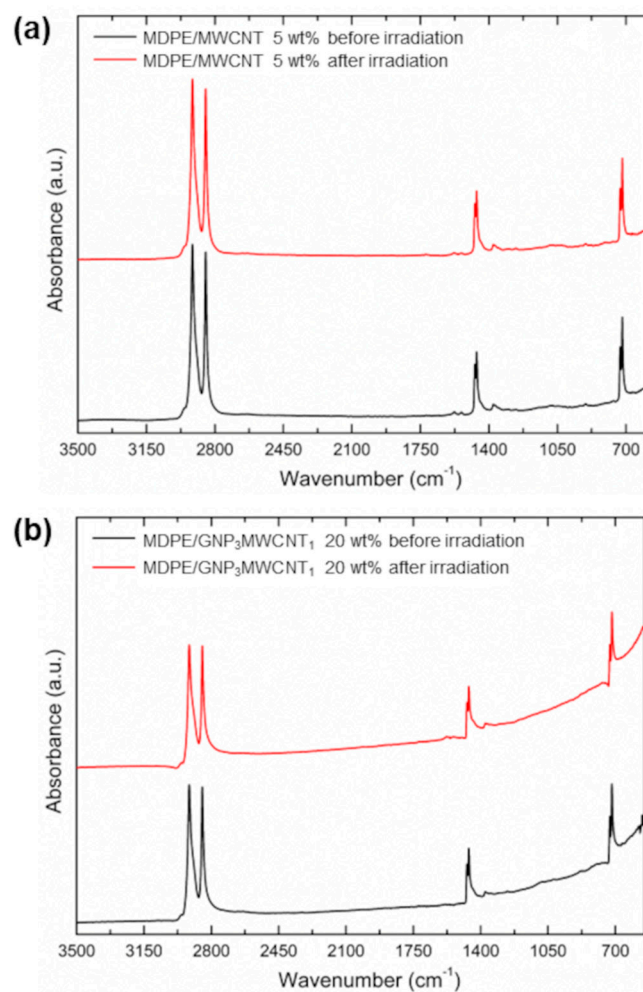 (a)
MDPE/MWCNT 5 wt% before irradiation
MDPE/MWCNT 5 wt% after irradiation
Absorbance (a.u.)
3500 3150 2800 2450 2100 1750 1400 1050 700
Wavenumber (cm⁻¹)
(b)
MDPE/GNP₃MWCNT₁ 20 wt% before irradiation
MDPE/GNP₃MWCNT₁ 20 wt% after irradiation
Absorbance (a.u.)
3500 3150 2800 2450 2100 1750 1400 1050 700
Wavenumber (cm⁻¹)